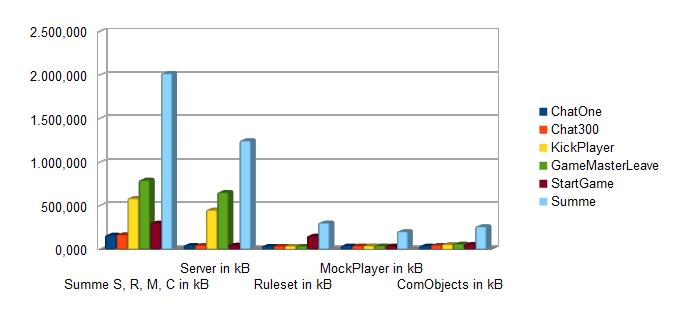 2.500,000
2.000,000
1.500,000
1.000,000
500,000
0,000
Server in kB
MockPlayer in kB
Summe S, R, M, C in kB
Ruleset in kB
ComObjects in kB
ChatOne
Chat300
KickPlayer
GameMasterLeave
StartGame
Summe